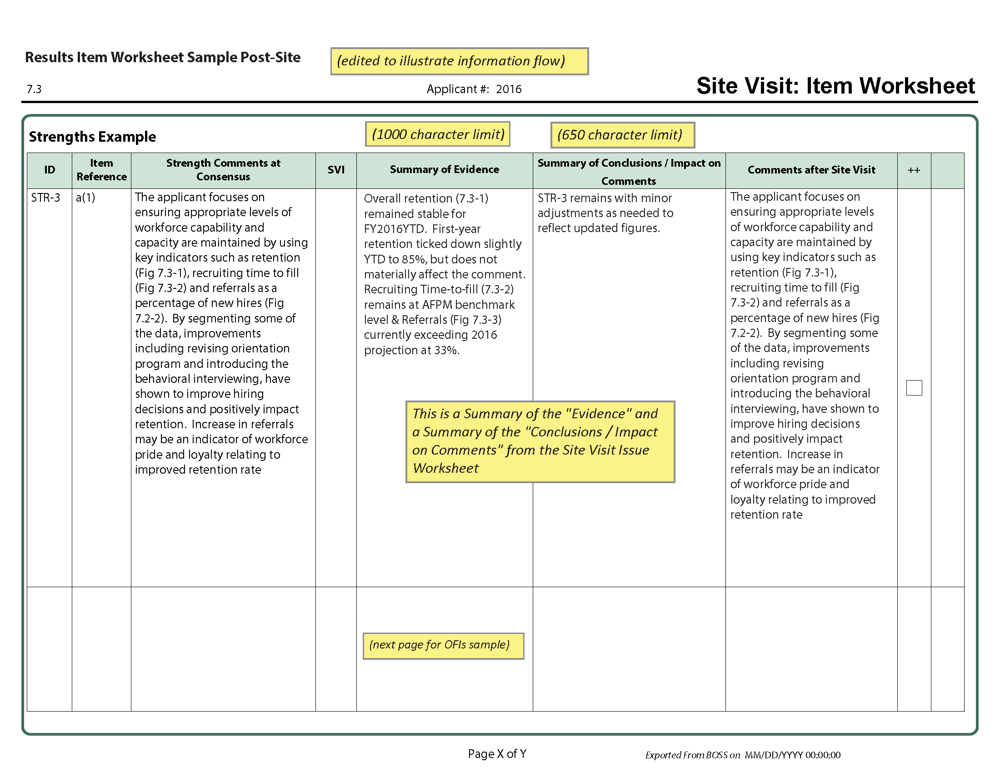 Results Item Worksheet Sample Post-Site
(edited to illustrate information flow)
7.3
Applicant #: 2016
Site Visit: Item Worksheet
Strengths Example
(1000 character limit)
(650 character limit)
ID
Item
Reference
Strength Comments at
Consensus
SVI
Summary of Evidence
Summary of Conclusions / Impact on
Comments
Comments after Site Visit
++
STR-3
a(1)
The applicant focuses on
ensuring appropriate levels of
workforce capability and
capacity are maintained by using
key indicators such as retention
(Fig 7.3-1), recruiting time to fill
(Fig 7.3-2) and referrals as a
percentage of new hires (Fig
7.2-2).  By segmenting some of
the data, improvements
including revising orientation
program and introducing the
behavioral interviewing, have
shown to improve hiring
decisions and positively impact
retention.  Increase in referrals
may be an indicator of workforce
pride and loyalty relating to
improved retention rate
Overall retention (7.3-1)
remained stable for
FY2016YTD.  First-year
retention ticked down slightly
YTD to 85%, but does not
materially affect the comment.
Recruiting Time-to-fill (7.3-2)
remains at AFPM benchmark
level & Referrals (Fig 7.3-3)
currently exceeding 2016
projection at 33%.
STR-3 remains with minor
adjustments as needed to
reflect updated figures.
The applicant focuses on
ensuring appropriate levels
of workforce capability and
capacity are maintained by
using key indicators such as
retention (Fig 7.3-1),
recruiting time to fill (Fig
7.3-2) and referrals as a
percentage of new hires (Fig
7.2-2).  By segmenting some
of the data, improvements
including revising
orientation program and
introducing the behavioral
interviewing, have shown to
improve hiring decisions
and positively impact
retention.  Increase in
referrals may be an indicator
of workforce pride and
loyalty relating to improved
retention rate
This is a Summary of the "Evidence" and
a Summary of the "Conclusions / Impact
on Comments" from the Site Visit Issue
Worksheet
(next page for OFIs sample)
Page X of Y
Exported From BOSS on MM/DD/YYYY 00:00:00